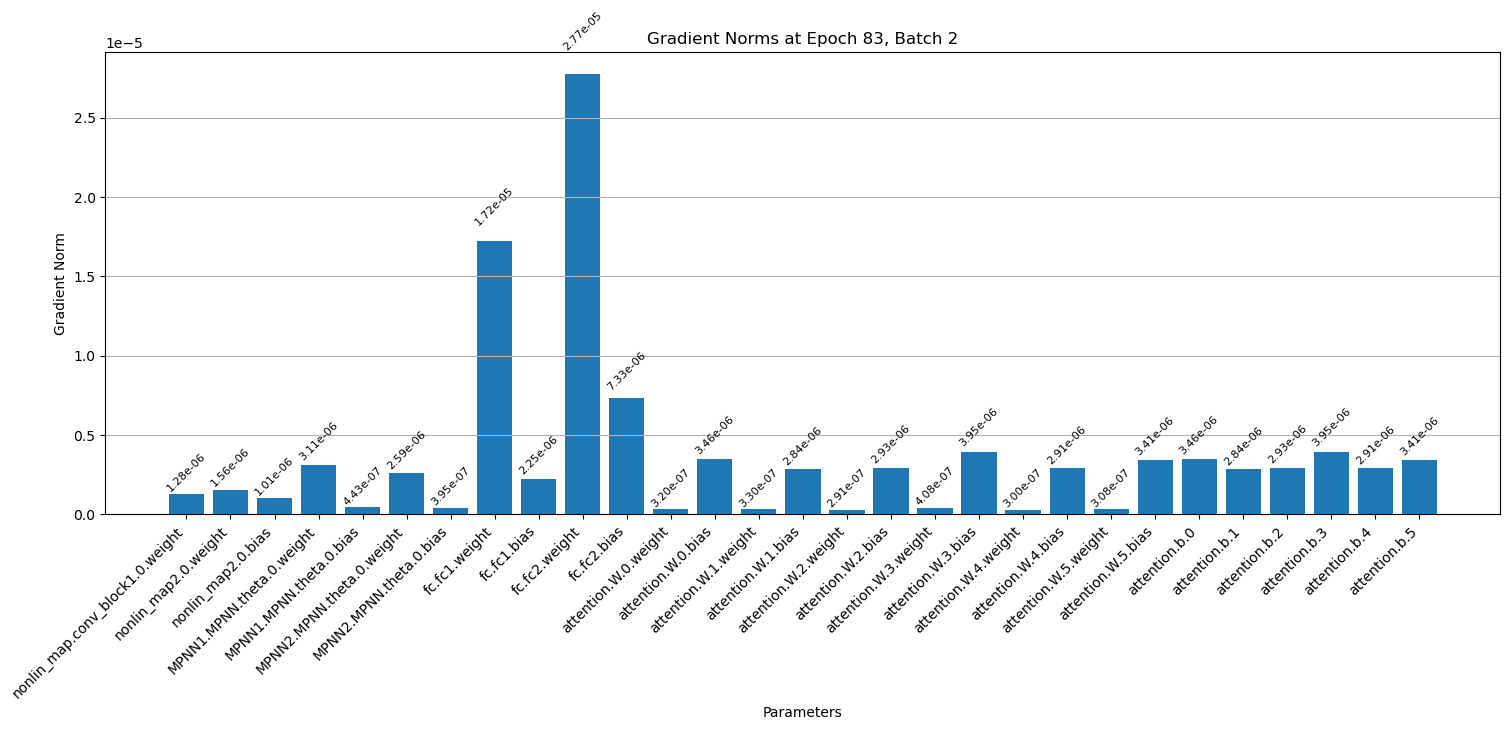 Gradient Norms at Epoch 83, Batch 2
1e−5
2.5
2.0
1.5
1.0
0.5
0.0
Gradient Norm
1.28e-06
1.56e-06
1.01e-06
3.11e-06
4.43e-07
2.59e-06
3.95e-07
1.72e-05
2.25e-06
2.77e-05
7.33e-06
3.20e-07
3.46e-06
3.30e-07
2.84e-06
2.91e-07
2.93e-06
4.08e-07
3.95e-06
3.00e-07
2.91e-06
3.08e-07
3.41e-06
3.46e-06
2.84e-06
2.93e-06
3.95e-06
2.91e-06
3.41e-06
nonlin_map.conv_block1.0.weight
nonlin_map2.0.weight
nonlin_map2.0.bias
MPNN1.MPNN.theta.0.weight
MPNN1.MPNN.theta.0.bias
MPNN2.MPNN.theta.0.weight
MPNN2.MPNN.theta.0.bias
fc.fc1.weight
fc.fc1.bias
fc.fc2.weight
fc.fc2.bias
attention.W.0.weight
attention.W.0.bias
attention.W.1.weight
attention.W.1.bias
attention.W.2.weight
attention.W.2.bias
attention.W.3.weight
attention.W.3.bias
attention.W.4.weight
attention.W.4.bias
attention.W.5.weight
attention.W.5.bias
attention.b.0
attention.b.1
attention.b.2
attention.b.3
attention.b.4
attention.b.5
Parameters